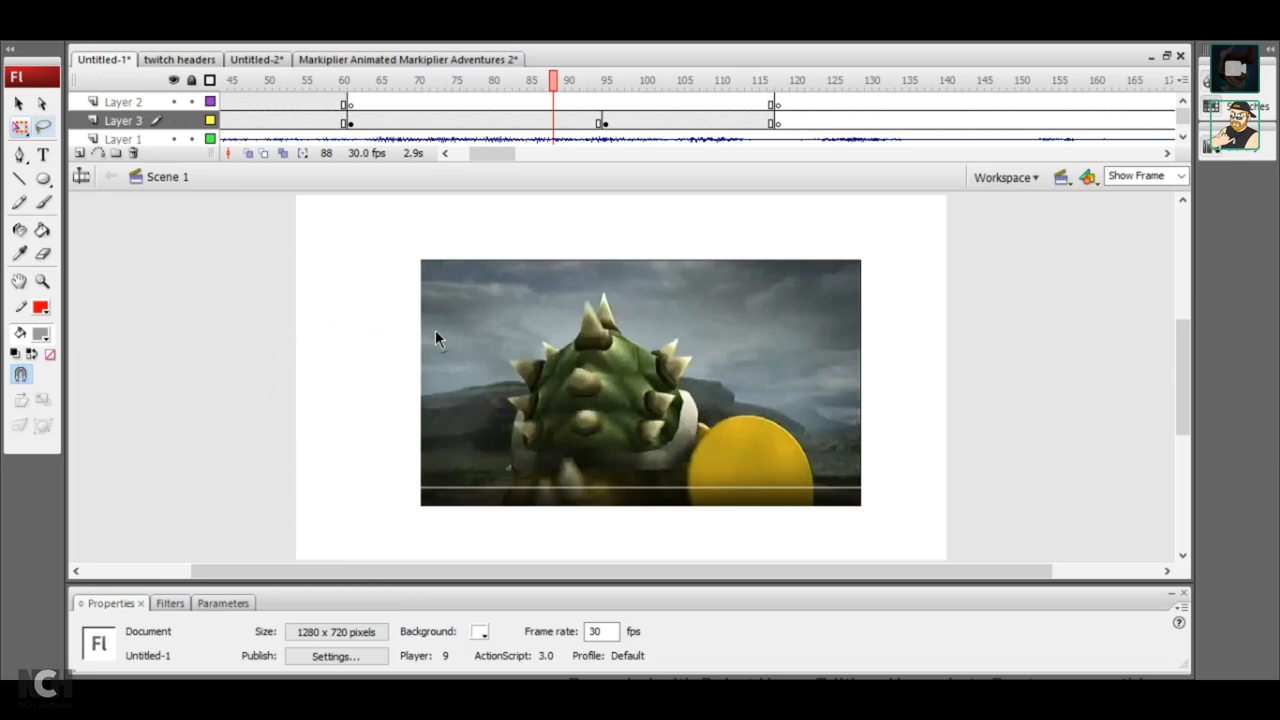 Untitled-1* twitch headers Untitled-2* Markiplier Animated Markiplier Adventures 2*
Fl
45 50 55 60 65 70 75 80 85 90 95 100 105 110 115 120 125 130 135 140 145 150 155 160 165 17
Layer 2
Layer 3
Layer 1
88 30.0 fps 2.9s
Scene 1 Workspace Show Frame
T
Properties Filters Parameters
Fl Document Size: 1280 x 720 pixels Background: Frame rate: 30 fps
Untitled-1 Publish: Settings... Player: 9 ActionScript: 3.0 Profile: Default
NCH
NCH Software